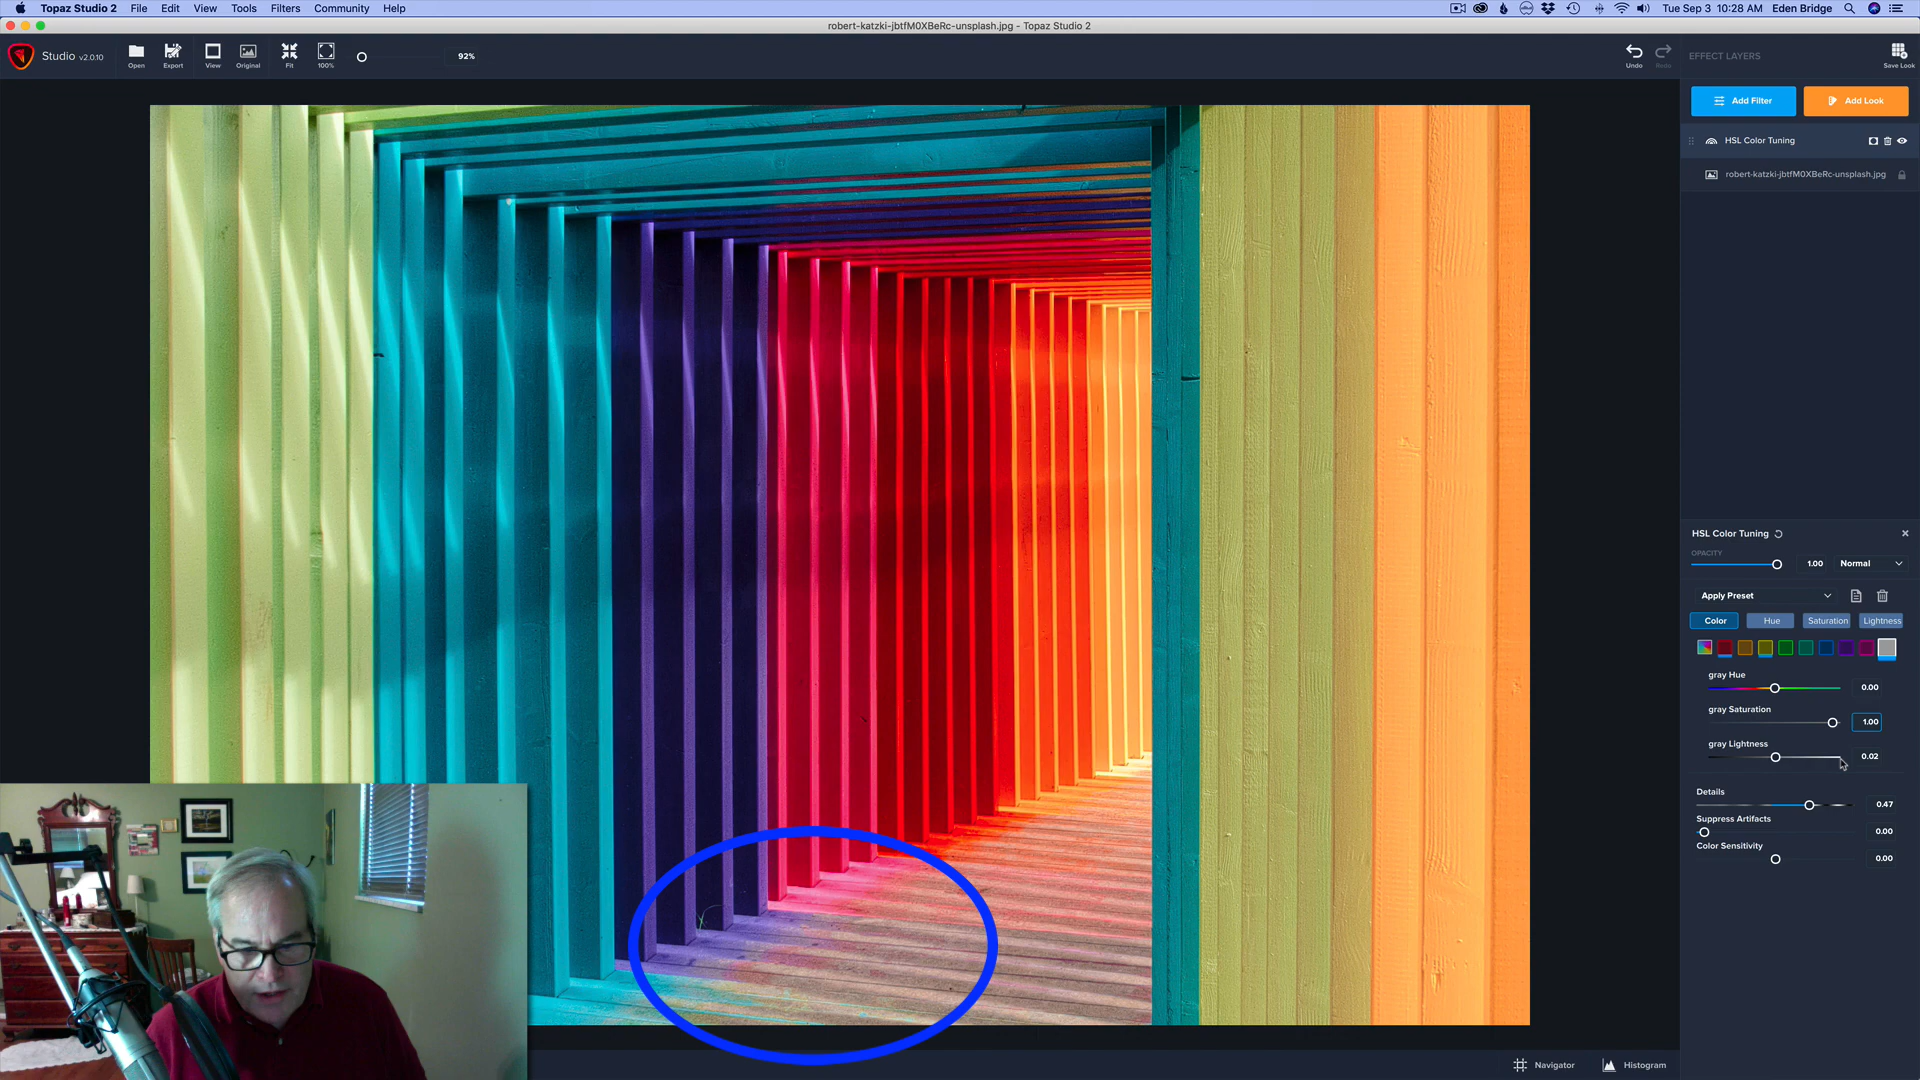 Topaz Studio 2 File Edit View Tools Filters Community Help
Tue Sep 3 10:28 AM Eden Bridge
robert-katzki-jbtfM0XBeRc-unsplash.jpg - Topaz Studio 2
Studio v2.0.10
Open
Export
View
Original
Fit
100%
92%
Undo
Redo
EFFECT LAYERS
Save Look
Add Filter
Add Look
HSL Color Tuning
robert-katzki-jbtfM0XBeRc-unsplash.jpg
HSL Color Tuning
OPACITY
1.00
Normal
Apply Preset
Color
Hue
Saturation
Lightness
gray Hue
0.00
gray Saturation
1.00
gray Lightness
0.02
Details
0.47
Suppress Artifacts
0.00
Color Sensitivity
0.00
Navigator
Histogram